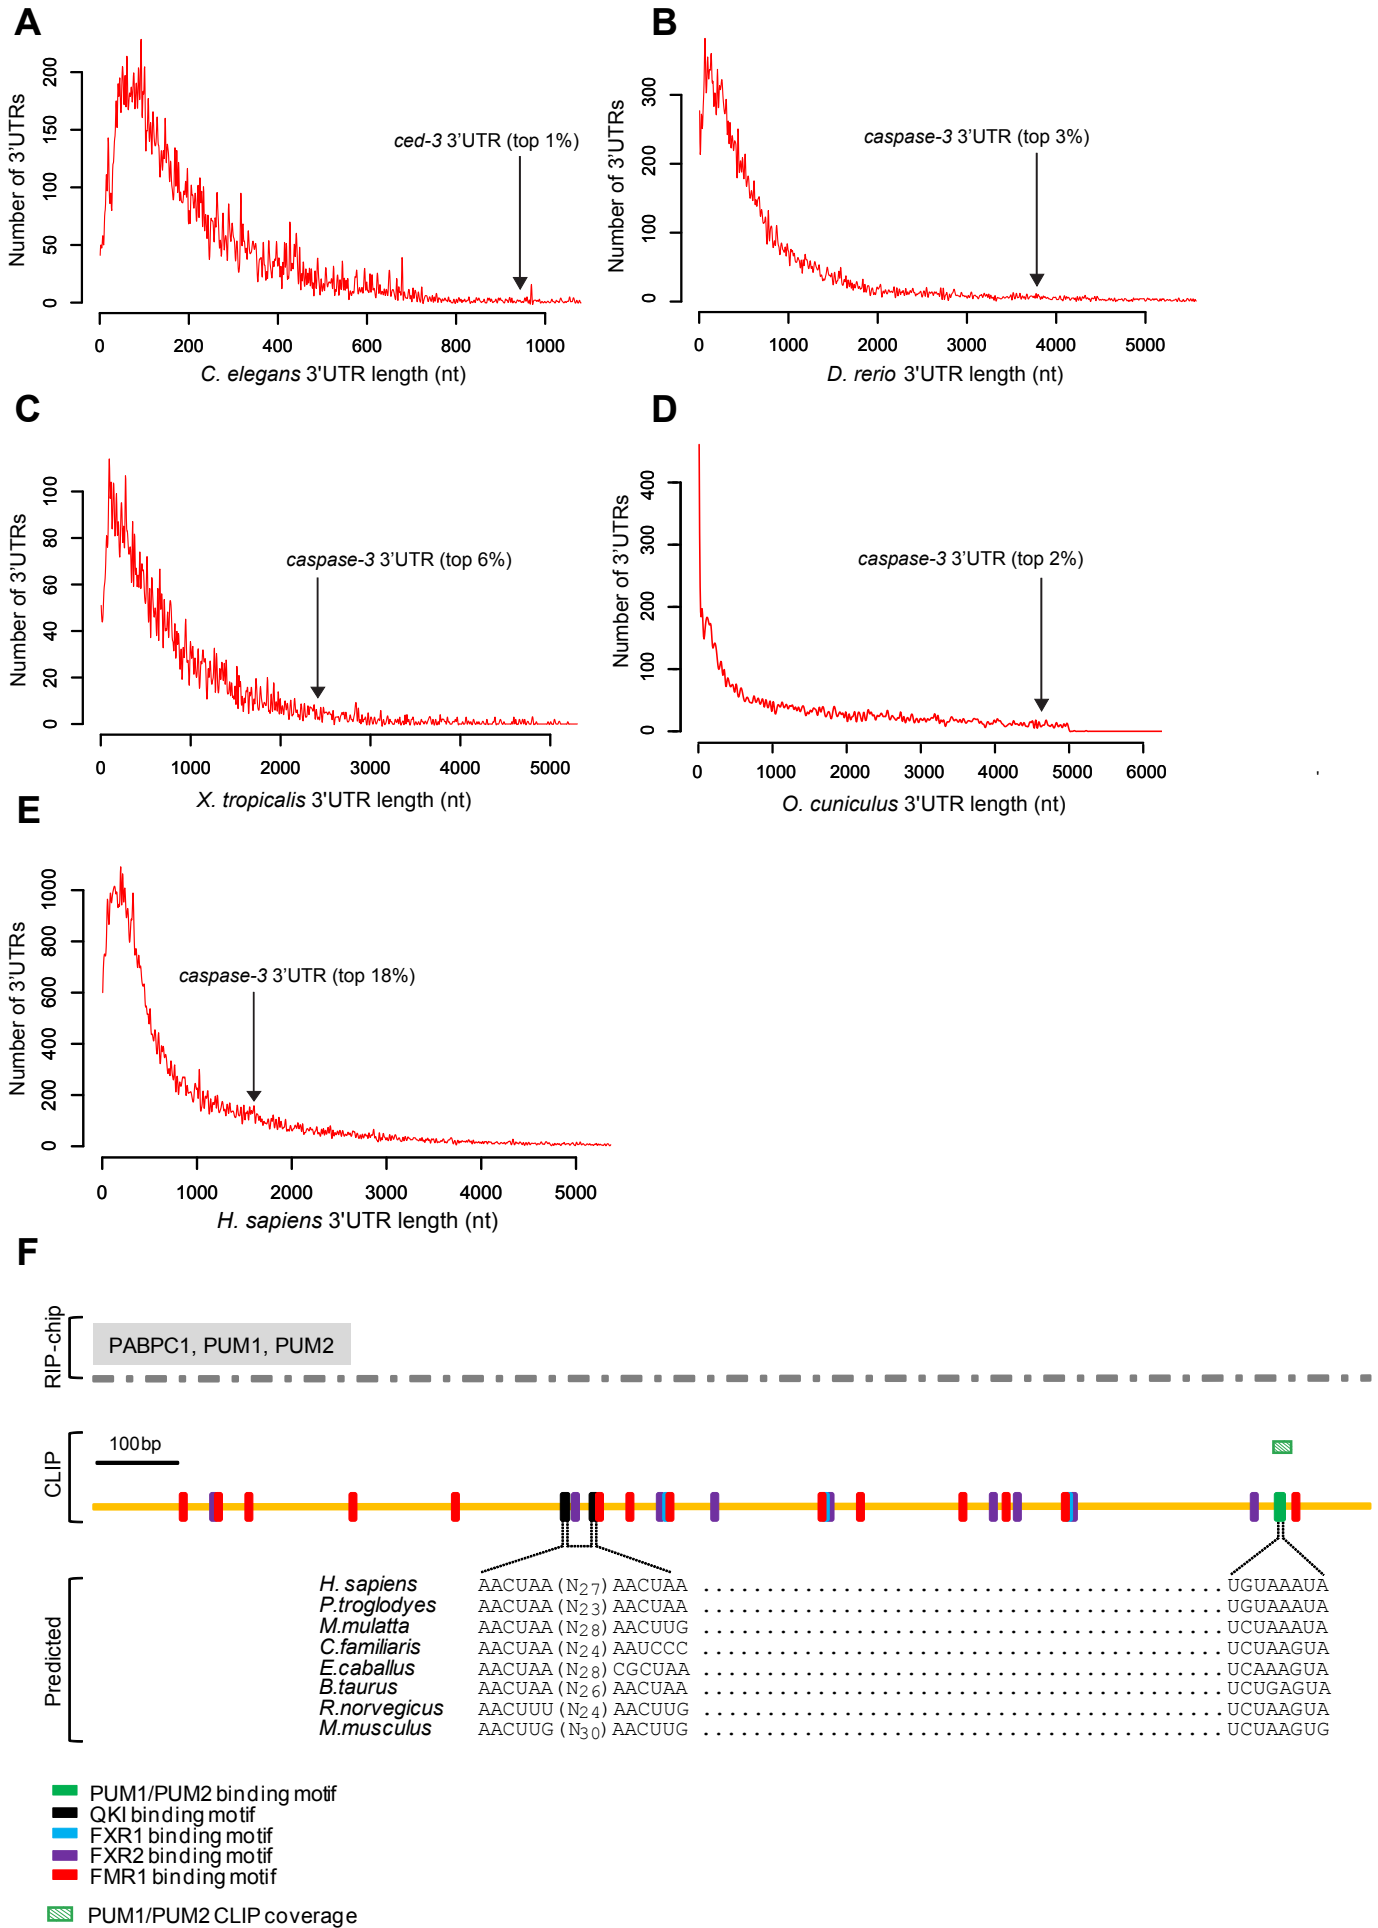 A
Number of 3'UTRs
200
150
100
50
0
ced-3 3'UTR (top 1%)
0 200 400 600 800 1000
C. elegans 3'UTR length (nt)
B
Number of 3'UTRs
300
200
100
0
caspase-3 3'UTR (top 3%)
0 1000 2000 3000 4000 5000
D. rerio 3'UTR length (nt)
C
Number of 3'UTRs
100
80
60
40
20
0
caspase-3 3'UTR (top 6%)
0 1000 2000 3000 4000 5000
X. tropicalis 3'UTR length (nt)
D
Number of 3'UTRs
400
300
200
100
0
caspase-3 3'UTR (top 2%)
0 1000 2000 3000 4000 5000 6000
O. cuniculus 3'UTR length (nt)
E
Number of 3'UTRs
1000
800
600
400
200
0
caspase-3 3'UTR (top 18%)
0 1000 2000 3000 4000 5000
H. sapiens 3'UTR length (nt)
F
RIP-chip
PABPC1, PUM1, PUM2
CLIP
100bp
Predicted
H. sapiens AACUAA(N27)AACUAA ........................................ UGUAAAUA
P.troglodyes AACUAA(N23)AACUAA ........................................ UGUAAAUA
M.mulatta AACUAA(N28)AACUUG ........................................ UCUAAAUA
C.familiaris AACUAA(N24)AAUCCC ........................................ UCUAAGUA
E.caballus AACUAA(N28)CGCUAA ........................................ UCAAAGUA
B.taurus AACUAA(N26)AACUAA ........................................ UCUGAGUA
R.norvegicus AACUUU(N24)AACUUG ........................................ UCUAAGUA
M.musculus AACUUG(N30)AACUUG ........................................ UCUAAGUG
PUM1/PUM2 binding motif
QKI binding motif
FXR1 binding motif
FXR2 binding motif
FMR1 binding motif
PUM1/PUM2 CLIP coverage